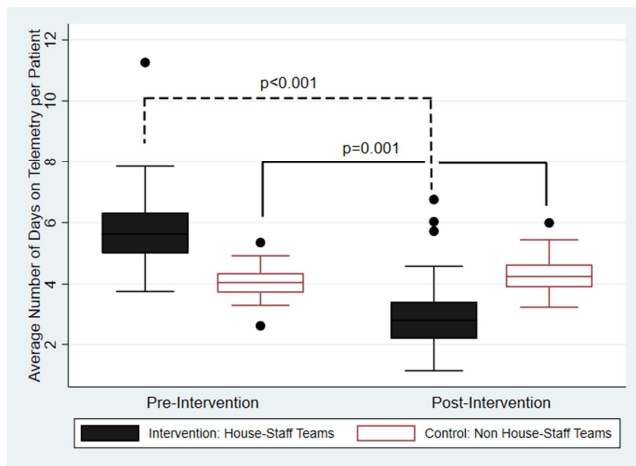 Average Number of Days on Telemetry per Patient
12
10
8
6
4
2
p<0.001
p=0.001
Pre-Intervention
Post-Intervention
Intervention: House-Staff Teams
Control: Non House-Staff Teams